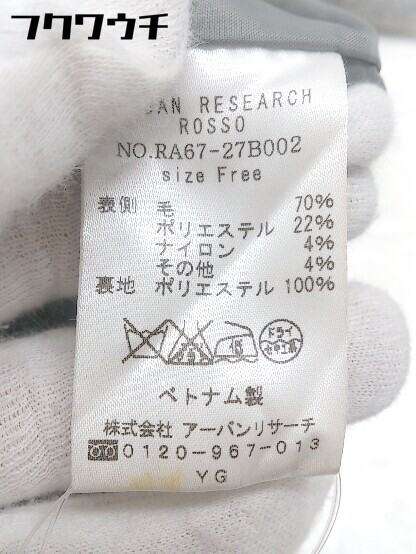 フクワウチ
BAN RESEARCH
ROSSO
NO.RA67-27B002
size Free
表側 毛 70%
ポリエステル 22%
ナイロン 4%
その他 4%
裏地 ポリエステル 100%
ドライ
ベトナム製
株式会社 アーバンリサーチ
0120-967-013
YG